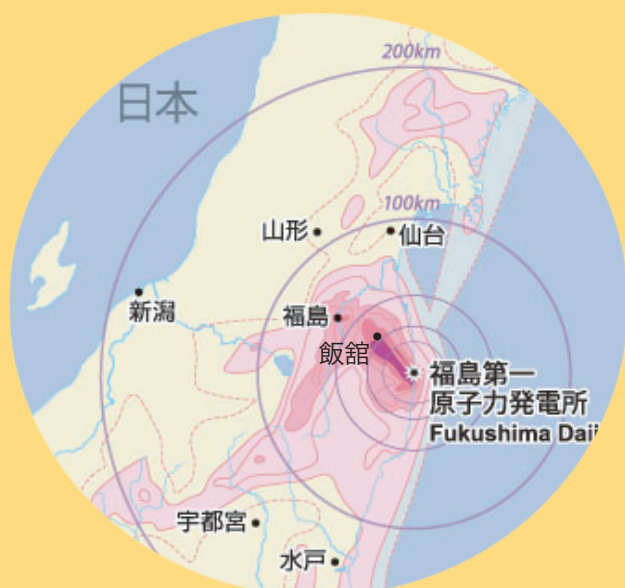 200km
日本
100km
山形
仙台
新潟
福島
飯舘
福島第一
原子力発電所
Fukushima Daii
宇都宮
水戸